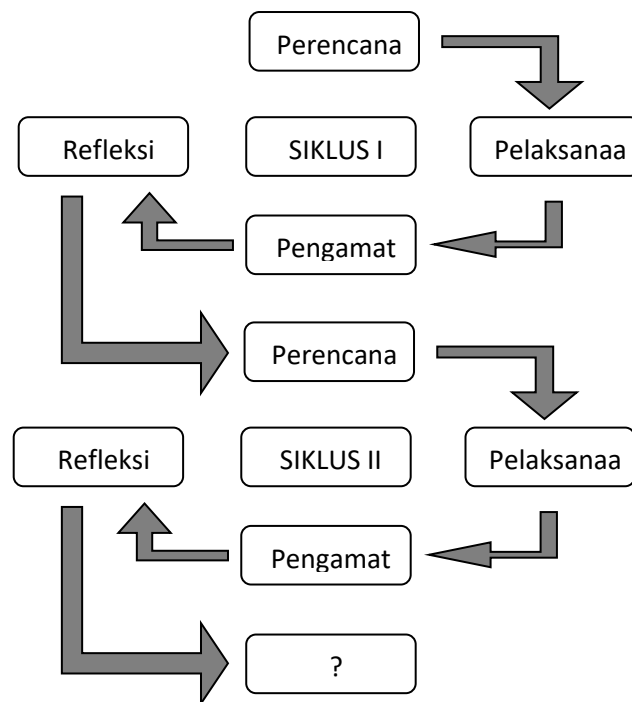 Perencana
Refleksi
SIKLUS I
Pelaksanaa
Pengamat
Perencana
Refleksi
SIKLUS II
Pelaksanaa
Pengamat
?